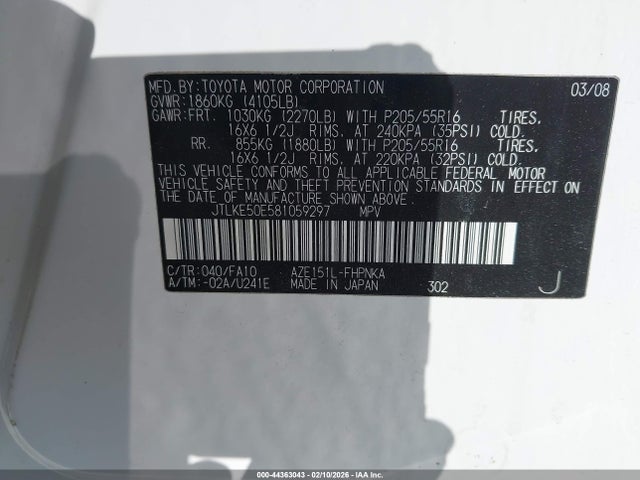 MFD.BY:TOYOTA MOTOR CORPORATION 03/08
GVWR:1860KG (4105LB)
GAWR:FRT. 1030KG (2270LB) WITH P205/55R16 TIRES.
16X6 1/2J RIMS. AT 240KPA (35PSI) COLD.
RR. 855KG (1880LB) WITH P205/55R16 TIRES.
16X6 1/2J RIMS. AT 220KPA (32PSI) COLD.
THIS VEHICLE CONFORMS TO ALL APPLICABLE FEDERAL MOTOR
VEHICLE SAFETY AND THEFT PREVENTION STANDARDS IN EFFECT ON
THE DATE OF MANUFACTURE SHOWN ABOVE.
JTLKE50E581059297 MPV
C/TR:040/FA10 AZE151L-FHPNKA
A/TM:-02A/U241E MADE IN JAPAN 302 J
000-44363043 - 02/10/2026 - IAA Inc.